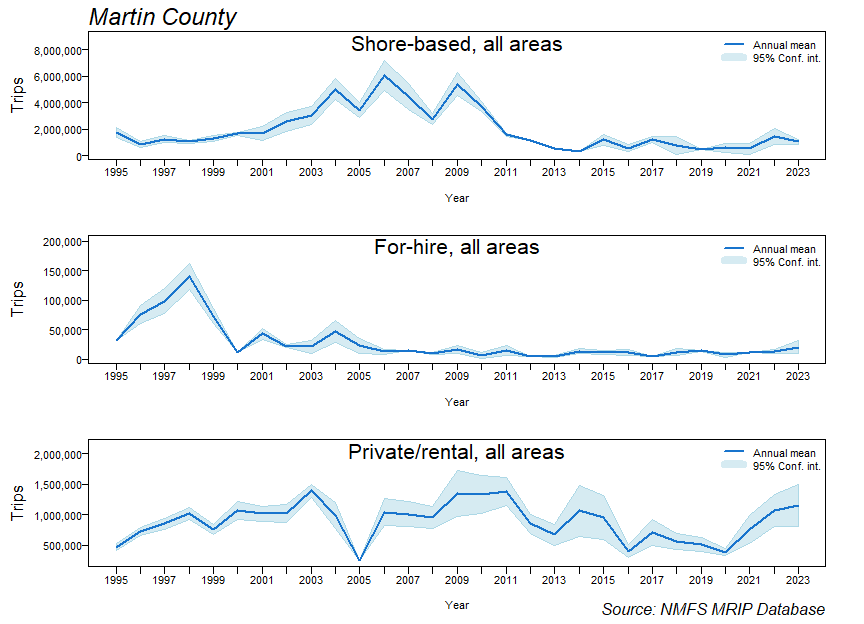 Martin County
Shore-based, all areas
Annual mean
95% Conf. int.
8,000,000
6,000,000
4,000,000
2,000,000
0
Trips
1995 1997 1999 2001 2003 2005 2007 2009 2011 2013 2015 2017 2019 2021 2023
Year
For-hire, all areas
Annual mean
95% Conf. int.
200,000
150,000
100,000
50,000
0
Trips
1995 1997 1999 2001 2003 2005 2007 2009 2011 2013 2015 2017 2019 2021 2023
Year
Private/rental, all areas
Annual mean
95% Conf. int.
2,000,000
1,500,000
1,000,000
500,000
Trips
1995 1997 1999 2001 2003 2005 2007 2009 2011 2013 2015 2017 2019 2021 2023
Year
Source: NMFS MRIP Database